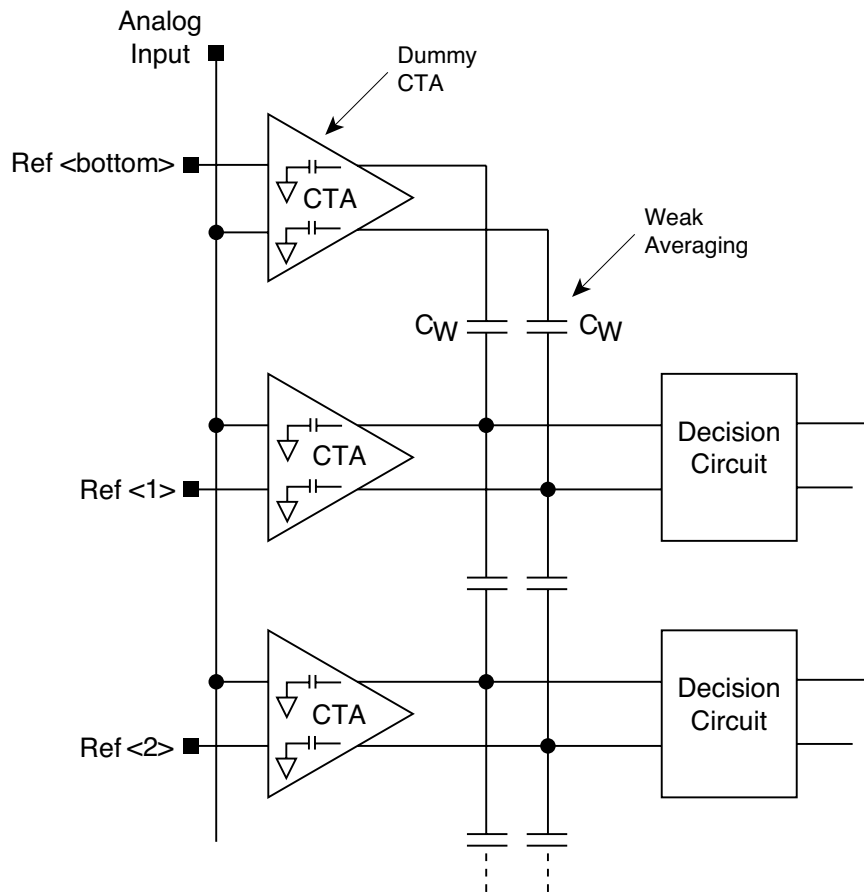 Analog
Input
Dummy
CTA
Ref <bottom>
CTA
Weak
Averaging
CW
CW
CTA
Decision
Circuit
Ref <1>
CTA
Decision
Circuit
Ref <2>